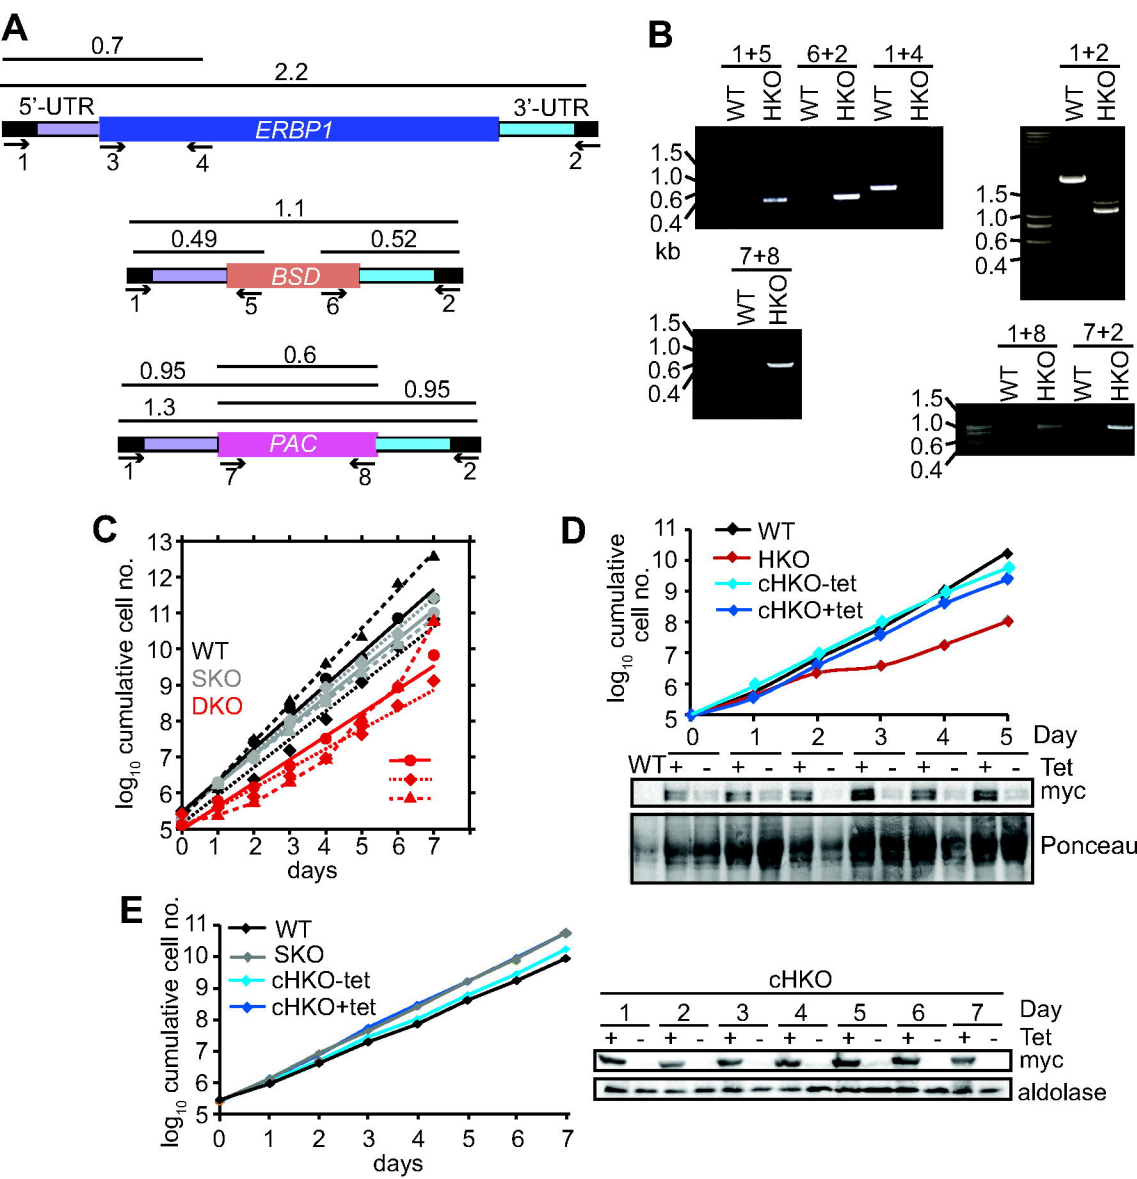 A
0.7
2.2
5'-UTR
3'-UTR
ERBP1
1
3
4
2
1.1
0.49
0.52
BSD
1
5
6
2
0.6
0.95
0.95
1.3
PAC
1
7
8
2
B
1+5
6+2
1+4
WT
HKO
WT
HKO
WT
HKO
1.5
1.0
0.6
0.4
kb
1+2
WT
HKO
1.5
1.0
0.6
0.4
7+8
WT
HKO
1.5
1.0
0.6
0.4
1+8
7+2
WT
HKO
WT
HKO
1.5
1.0
0.6
0.4
C
log10 cumulative cell no.
13
12
11
10
9
8
7
6
5
WT
SKO
DKO
0 1 2 3 4 5 6 7
days
D
log10 cumulative
cell no.
11
10
9
8
7
6
5
WT
HKO
cHKO-tet
cHKO+tet
0 1 2 3 4 5 Day
WT + - + - + - + - + - + - Tet
myc
Ponceau
E
log10 cumulative cell no.
11
10
9
8
7
6
5
WT
SKO
cHKO-tet
cHKO+tet
0 1 2 3 4 5 6 7
days
cHKO
1 2 3 4 5 6 7 Day
+ - + - + - + - + - + - + - Tet
myc
aldolase